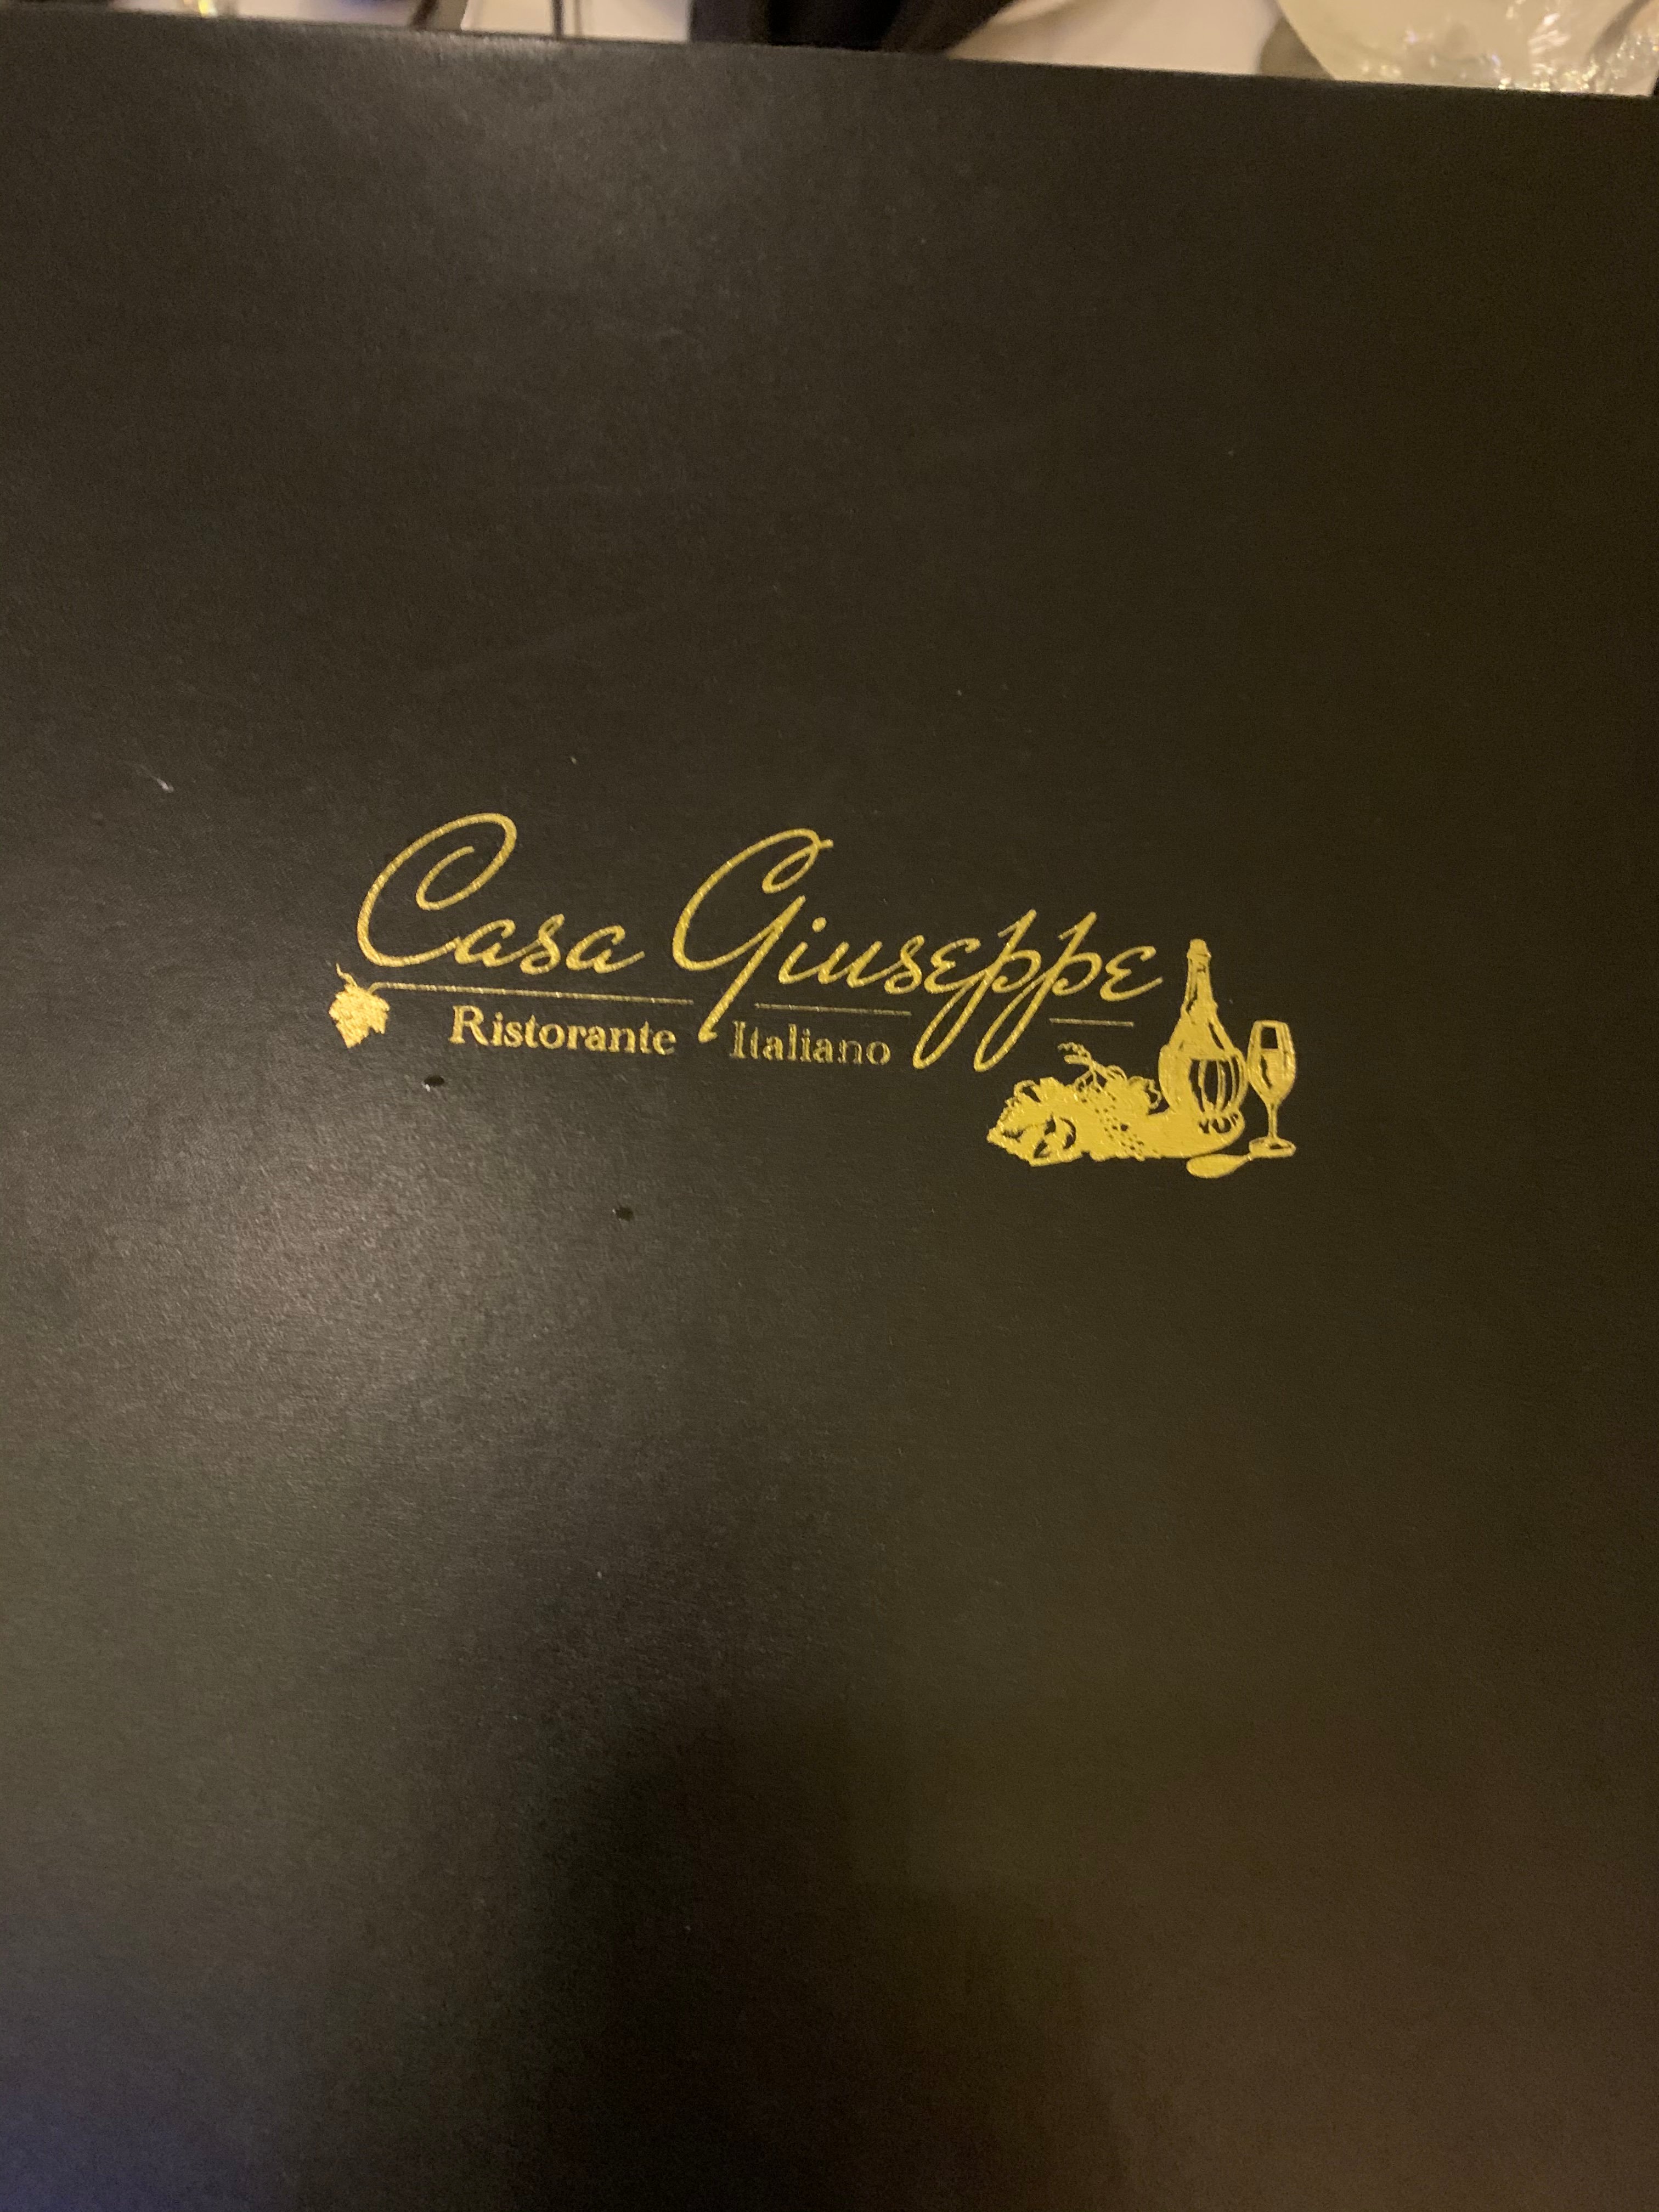 Casa Giuseppe
Ristorante Italiano